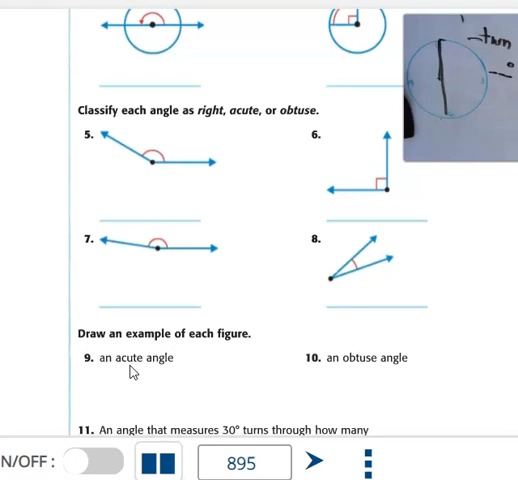 -turn
Classify each angle as right, acute, or obtuse.
5. 6.
7. 8.
Draw an example of each figure.
9. an acute angle 10. an obtuse angle
11. An angle that measures 30° turns through how many
N/OFF : 895